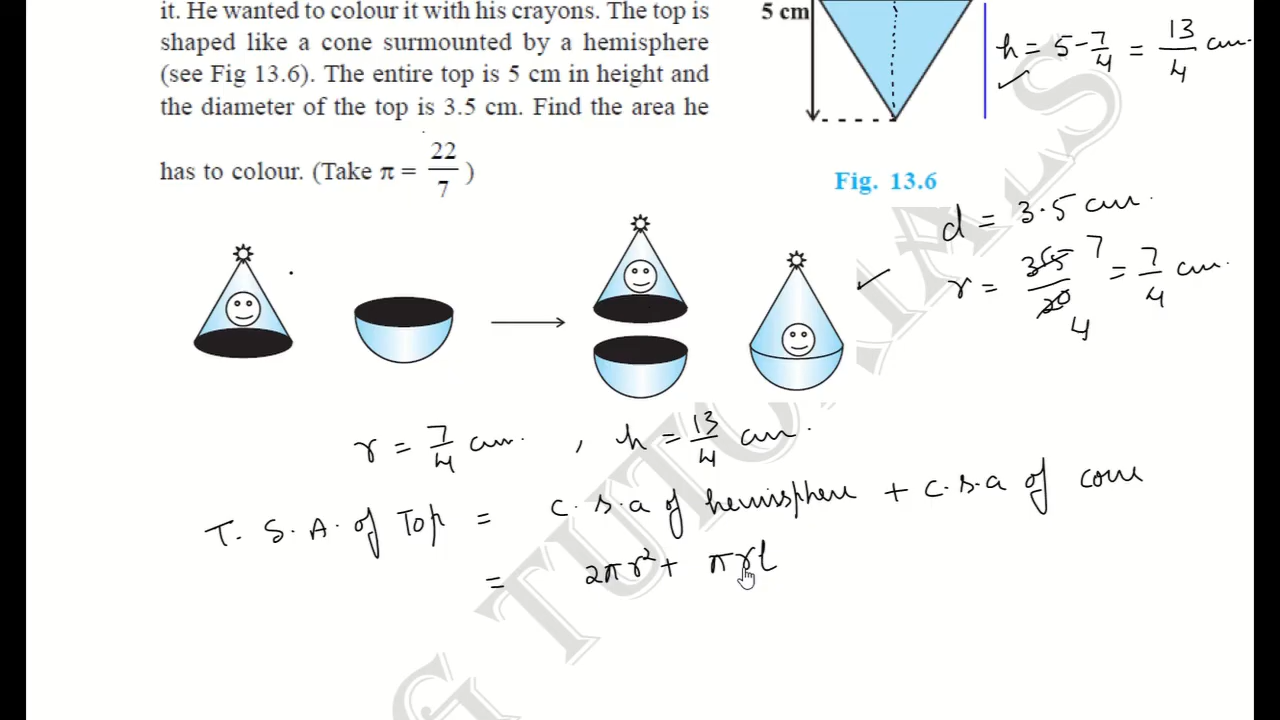 it. He wanted to colour it with his crayons. The top is
shaped like a cone surmounted by a hemisphere
(see Fig 13.6). The entire top is 5 cm in height and
the diameter of the top is 3.5 cm. Find the area he
has to colour. (Take π = 22/7 )
5 cm
h = 5 - 7/4 = 13/4 cm.
Fig. 13.6
d = 3.5 cm.
r = 35/20 7/4 = 7/4 cm.
r = 7/4 cm. , h = 13/4 cm.
T. S. A. of Top = C.S.a of hemisphere + C.S.a of cone
= 2πr² + πrl
G TUTORIALS